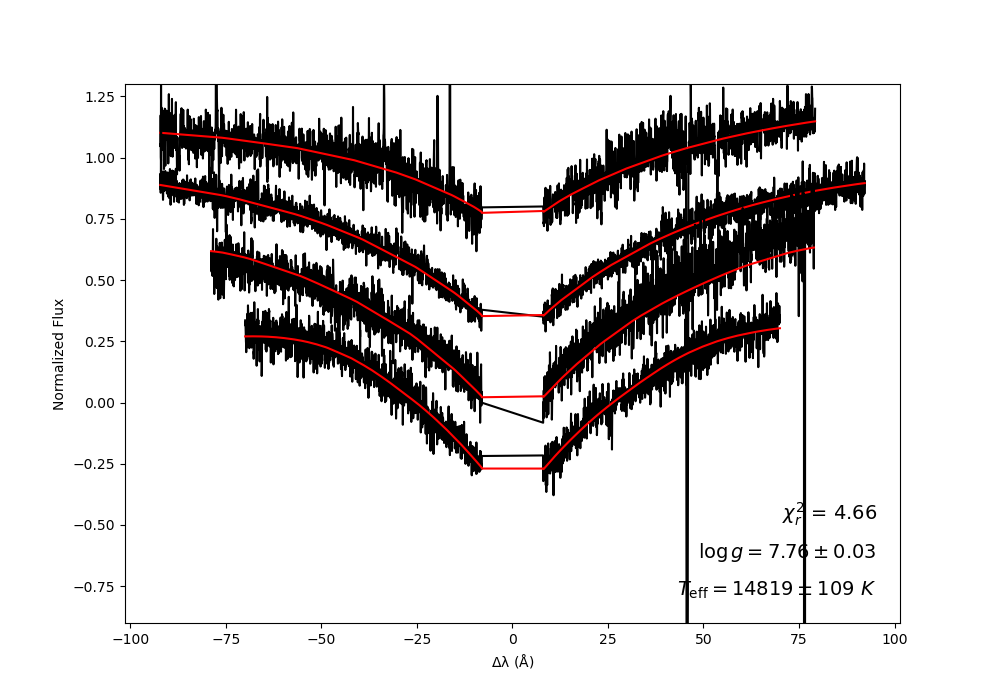 1.25
1.00
0.75
0.50
0.25
0.00
−0.25
−0.50
−0.75
Normalized Flux
χ²ᵣ = 4.66
log g = 7.76 ± 0.03
T_eff = 14819 ± 109 K
−100 −75 −50 −25 0 25 50 75 100
Δλ (Å)